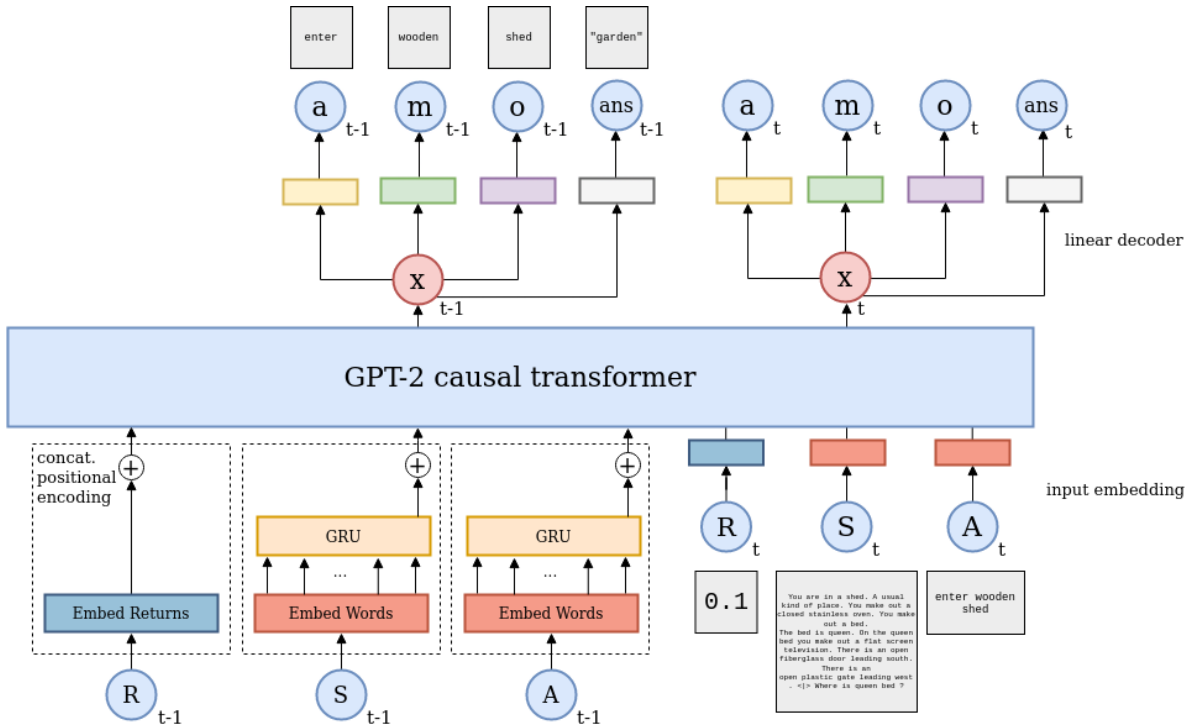 enter wooden shed "garden"
a m o ans a m o ans
t-1 t-1 t-1 t-1 t t t t
linear decoder
x x
t-1 t
GPT-2 causal transformer
concat.
positional
encoding
+ + +
input embedding
GRU GRU
... ...
R S A
t t t
Embed Returns Embed Words Embed Words
0.1
You are in a shed. A usual
kind of place. You make out a
closed stainless oven. You make
out a bed.
The bed is queen. On the queen
bed you make out a flat screen
television. There is an open
fiberglass door leading south.
There is an
open plastic gate leading west
. <|> Where is queen bed ?
enter wooden
shed
R S A
t-1 t-1 t-1